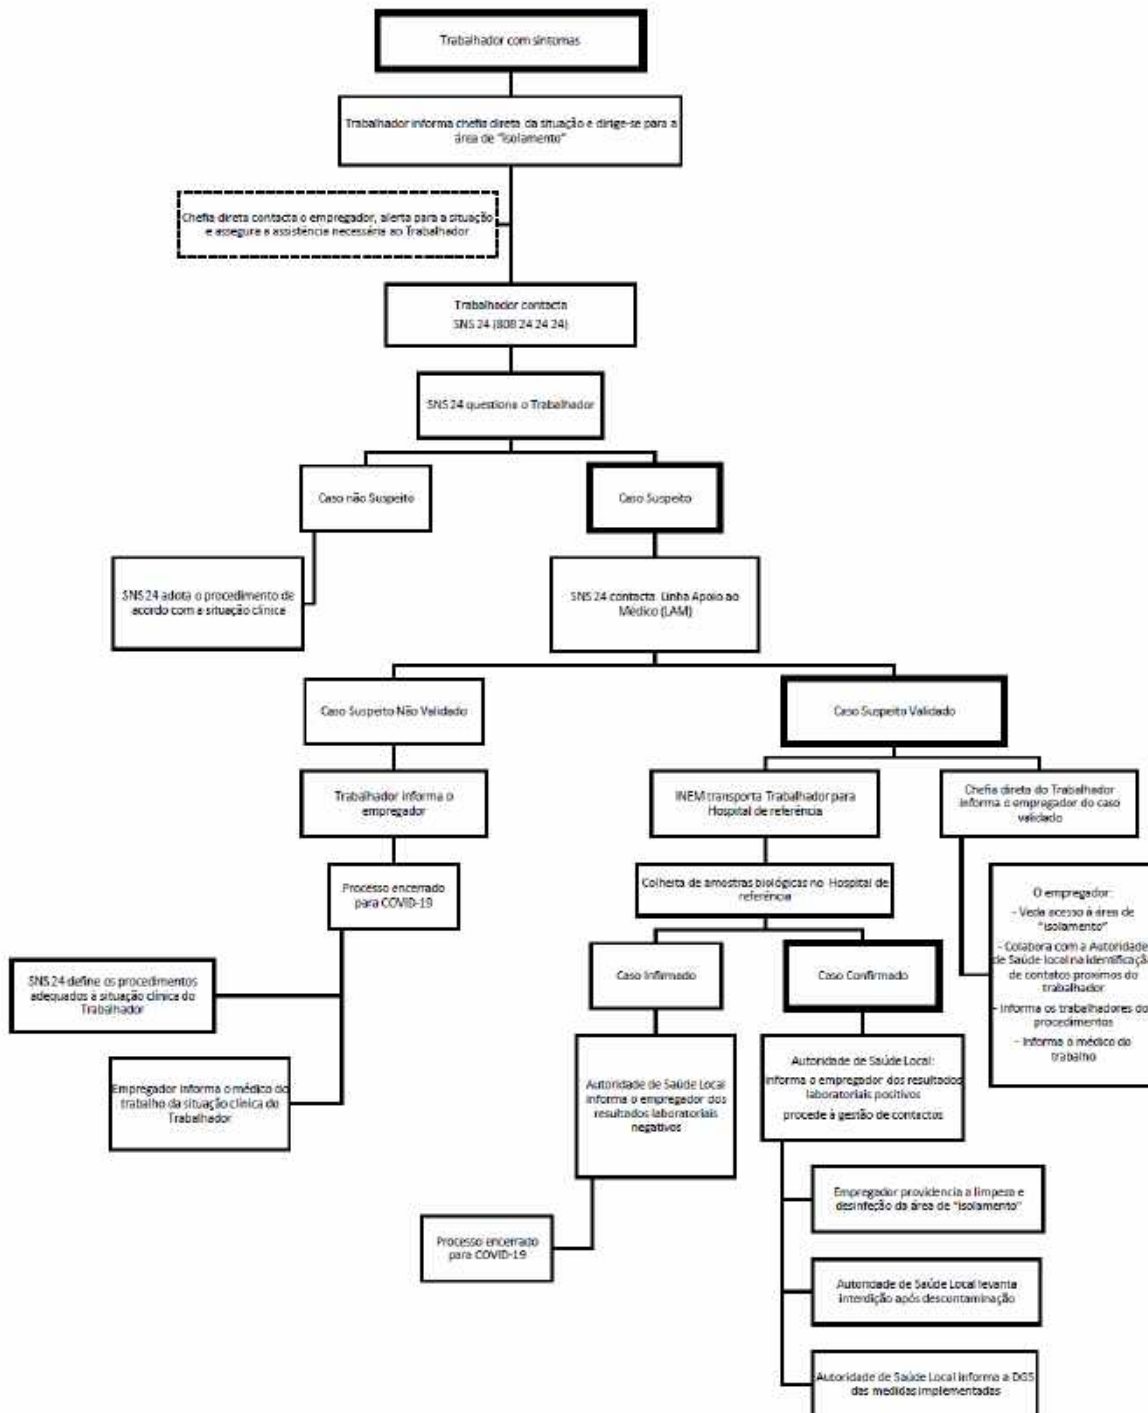 Trabalhador com sintomas
Trabalhador informa chefia direta da situação e dirige-se para a
área de "isolamento"
Chefia direta contacta o empregador, alerta para a situação
e assegura a assistência necessária ao Trabalhador
Trabalhador contacta
SNS 24 (808 24 24 24)
SNS 24 questiona o Trabalhador
Caso não Suspeito
Caso Suspeito
SNS 24 adota o procedimento de
acordo com a situação clínica
SNS 24 contacta Linha Apoio ao
Médico (LAM)
Caso Suspeito Não Validado
Caso Suspeito Validado
Trabalhador informa o
empregador
INEM transporta Trabalhador para
Hospital de referência
Chefia direta do Trabalhador
informa o empregador do caso
validado
Processo encerrado
para COVID-19
Colheita de amostras biológicas no Hospital de
referência
O empregador:
- Veda acesso à área de
"isolamento"
- Colabora com a Autoridade
de Saúde local na identificação
de contatos proximos do
trabalhador
- Informa os trabalhadores do
procedimentos
- Informa o médico do
trabalho
SNS 24 define os procedimentos
adequados à situação clínica do
Trabalhador
Caso Infirmado
Caso Confirmado
Empregador informa o médico do
trabalho da situação clínica do
Trabalhador
Autoridade de Saúde Local
informa o empregador dos
resultados laboratoriais
negativos
Autoridade de Saúde Local:
informa o empregador dos resultados
laboratoriais positivos
procede à gestão de contactos
Processo encerrado
para COVID-19
Empregador providencia a limpeza e
desinfeção da área de "isolamento"
Autoridade de Saúde Local levanta
interdição após descontaminação
Autoridade de Saúde Local informa a DGS
das medidas implementadas